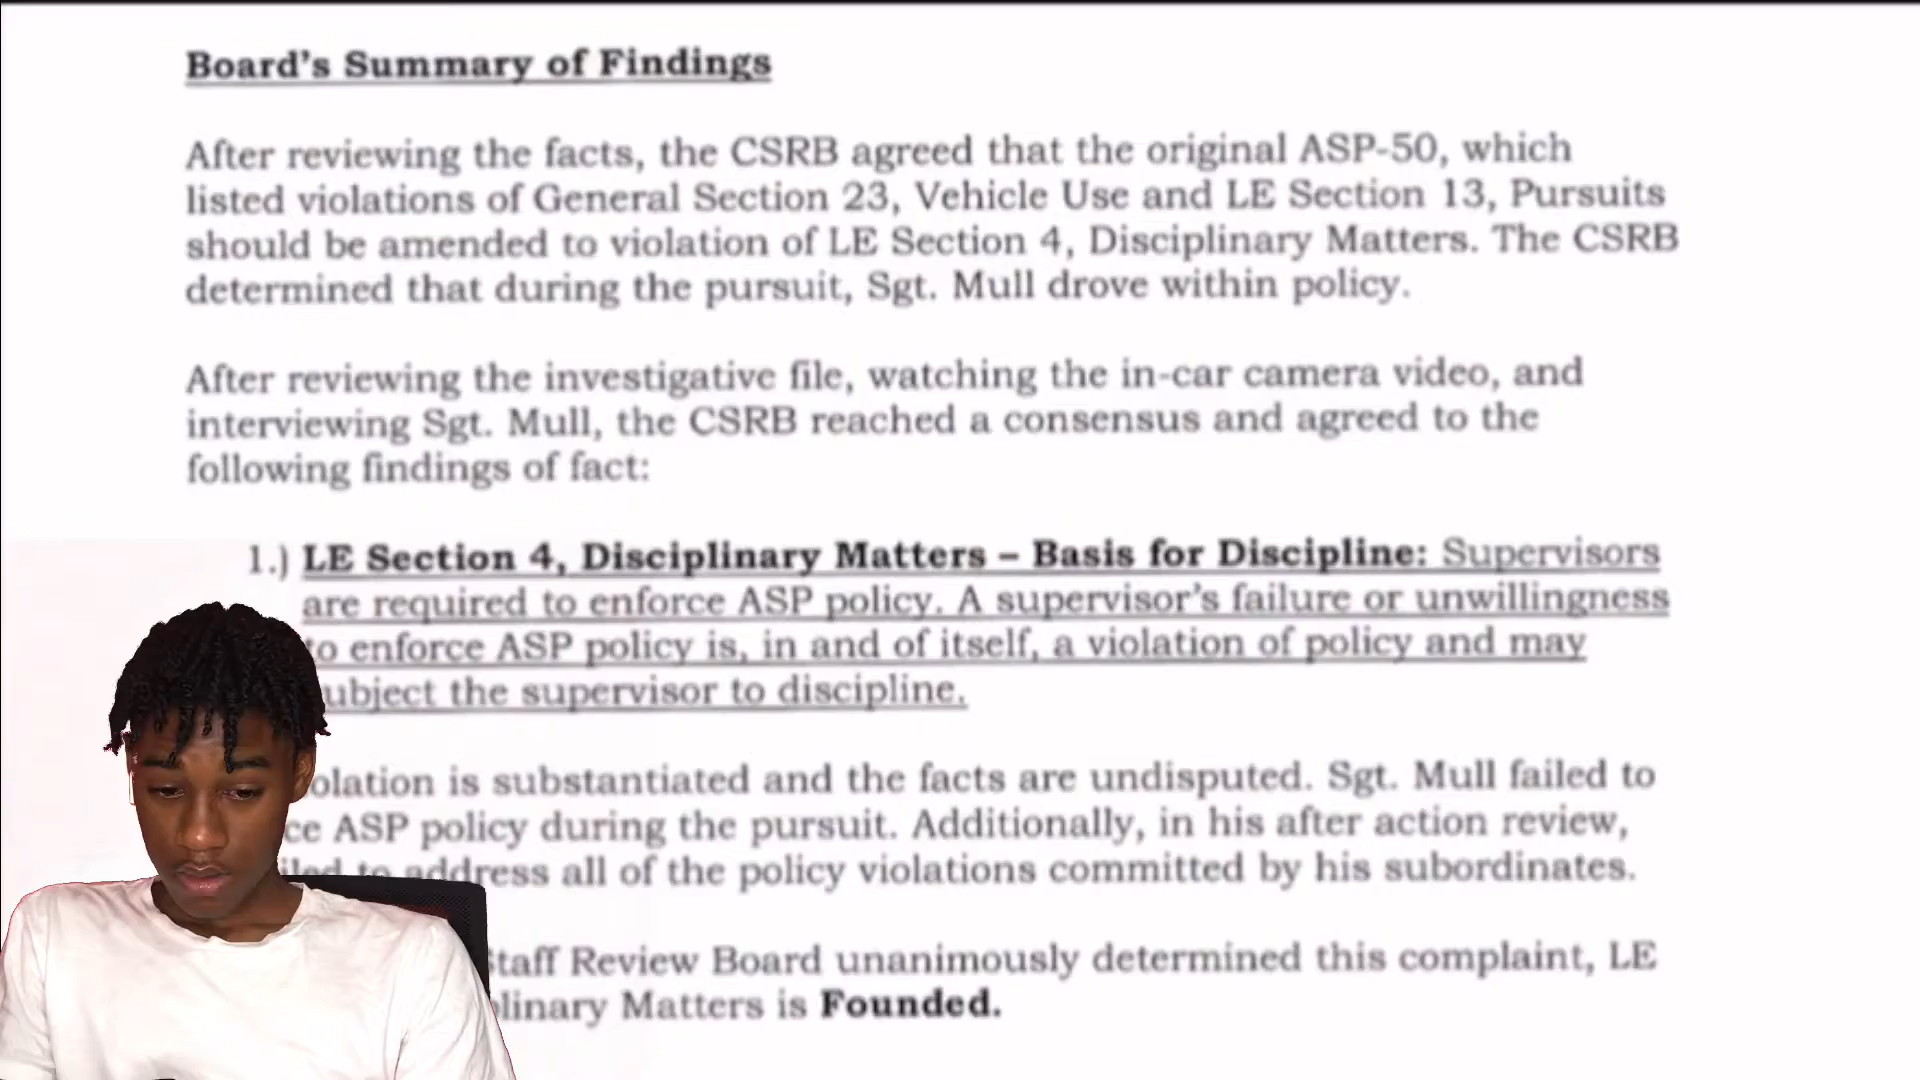 Board's Summary of Findings
After reviewing the facts, the CSRB agreed that the original ASP-50, which
listed violations of General Section 23, Vehicle Use and LE Section 13, Pursuits
should be amended to violation of LE Section 4, Disciplinary Matters. The CSRB
determined that during the pursuit, Sgt. Mull drove within policy.
After reviewing the investigative file, watching the in-car camera video, and
interviewing Sgt. Mull, the CSRB reached a consensus and agreed to the
following findings of fact:
1.) LE Section 4, Disciplinary Matters – Basis for Discipline: Supervisors
are required to enforce ASP policy. A supervisor's failure or unwillingness
to enforce ASP policy is, in and of itself, a violation of policy and may
ubject the supervisor to discipline.
olation is substantiated and the facts are undisputed. Sgt. Mull failed to
ce ASP policy during the pursuit. Additionally, in his after action review,
to address all of the policy violations committed by his subordinates.
Staff Review Board unanimously determined this complaint, LE
linary Matters is Founded.